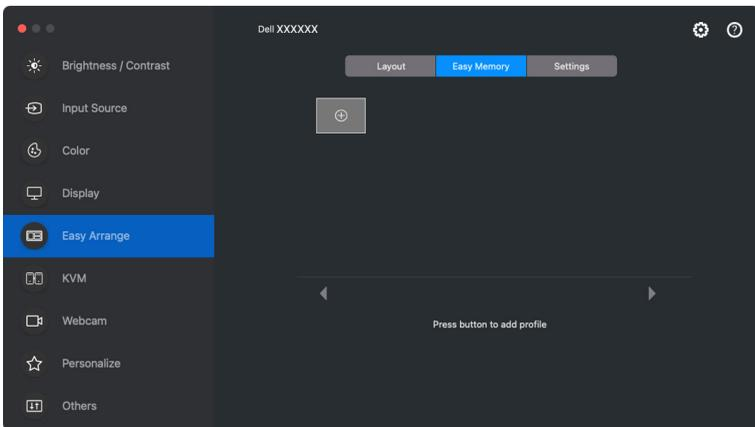 Dell XXXXXX
Brightness / Contrast
Input Source
Color
Display
Easy Arrange
KVM
Webcam
Personalize
Others
Layout Easy Memory Settings
Press button to add profile